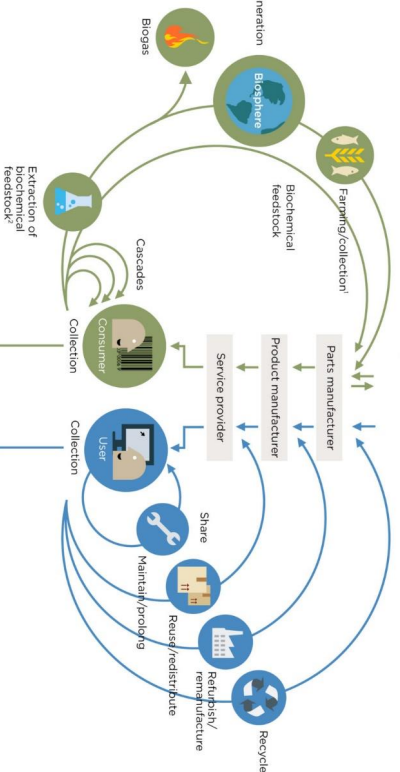 Farming/collection¹
Parts manufacturer
Biochemical
feedstock
Product manufacturer
neration
Biosphere
Recycle
Service provider
Share
Refurbish/
remanufacture
Reuse/redistribute
Maintain/prolong
Biogas
Cascades
Consumer
User
Collection
Collection
Extraction of
biochemical
feedstock²